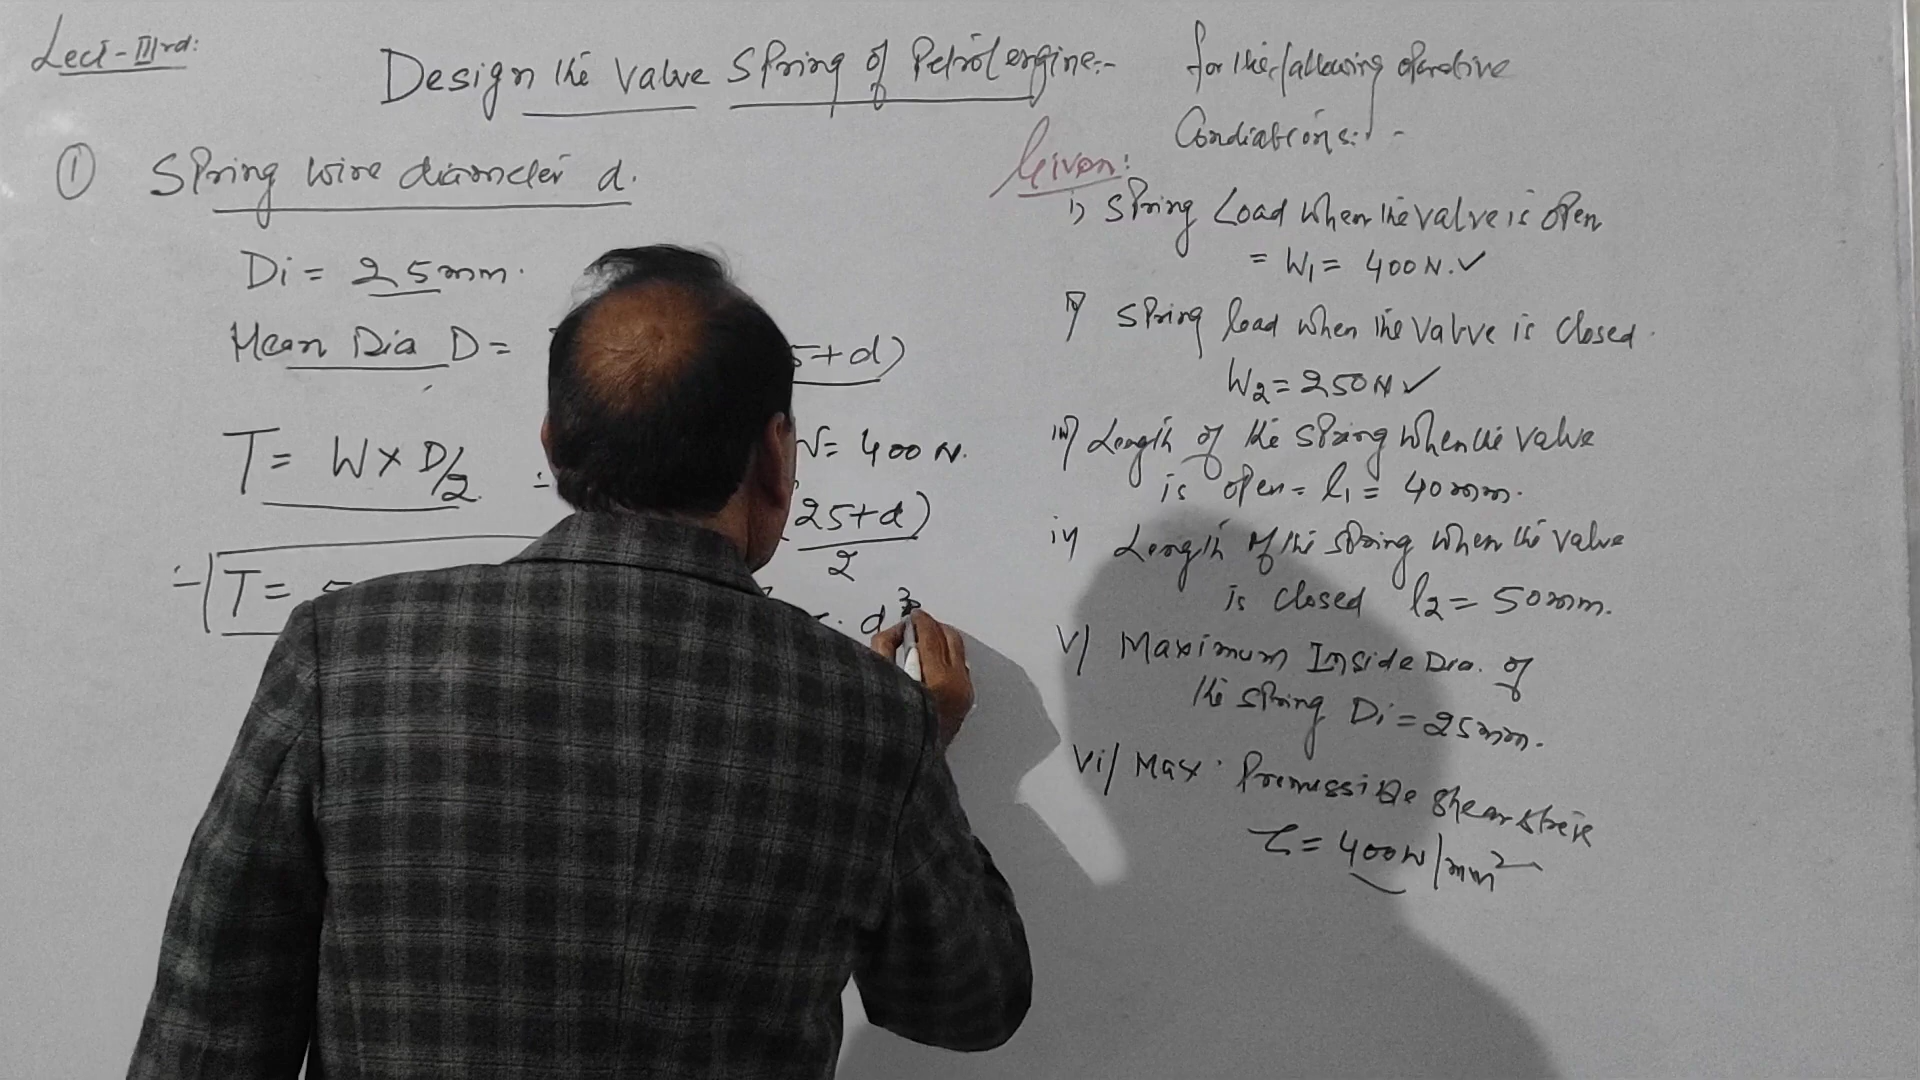 Lect-IIIrd:
Design the Valve Spring of Petrol engine:- for the following operative
Condiations:-
① Spring wire diameter d.
Di = 25mm.
Mean Dia D =
5+d)
T = W x D/2
= 400 N.
25+d)
2
T =
d³
Given:
i) Spring Load when the valve is open
= W₁ = 400 N. ✓
Spring load when the valve is closed.
W₂ = 250N ✓
iii) Length of the spring when the valve
is open = l₁ = 40mm.
iv) Length of the spring when the valve
is closed l₂ = 50mm.
v) Maximum Inside Dia. of
the spring Di = 25mm.
vi/ Max. Premissible shear stress
τ = 400N/mm²